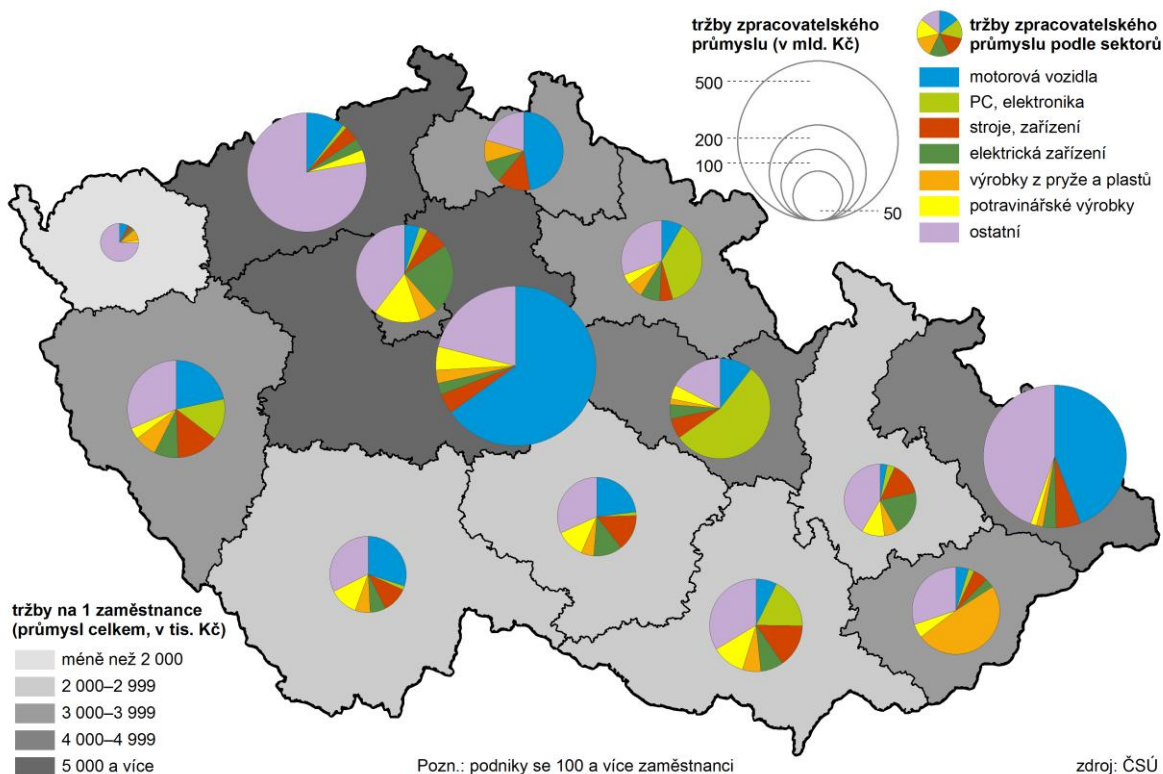 tržby zpracovatelského
průmyslu (v mld. Kč)
500
200
100
50
tržby zpracovatelského
průmyslu podle sektorů
motorová vozidla
PC, elektronika
stroje, zařízení
elektrická zařízení
výrobky z pryže a plastů
potravinářské výrobky
ostatní
tržby na 1 zaměstnance
(průmysl celkem, v tis. Kč)
méně než 2 000
2 000–2 999
3 000–3 999
4 000–4 999
5 000 a více
Pozn.: podniky se 100 a více zaměstnanci
zdroj: ČSÚ